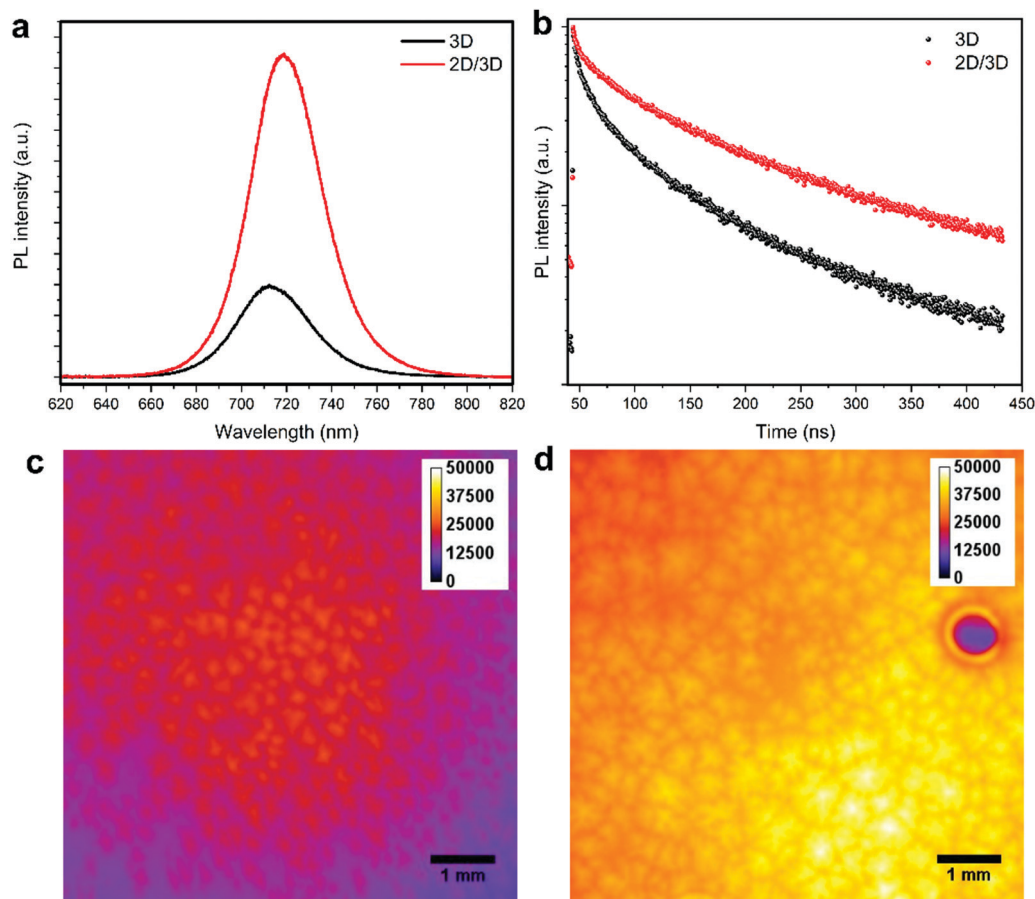 a
3D
2D/3D
PL intensity (a.u.)
620 640 660 680 700 720 740 760 780 800 820
Wavelength (nm)
b
3D
2D/3D
PL intensity (a.u.)
50 100 150 200 250 300 350 400 450
Time (ns)
c
50000
37500
25000
12500
0
1 mm
d
50000
37500
25000
12500
0
1 mm